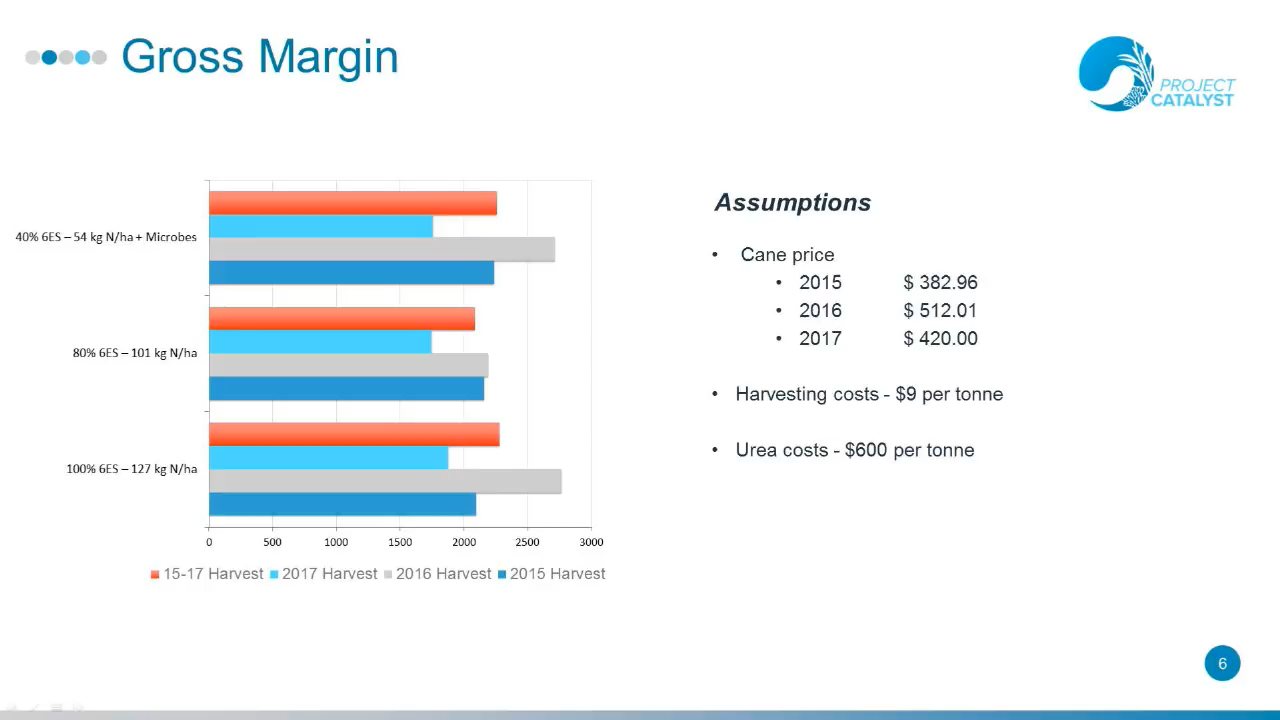 Gross Margin
PROJECT
CATALYST
40% 6ES – 54 kg N/ha + Microbes
80% 6ES – 101 kg N/ha
100% 6ES – 127 kg N/ha
0 500 1000 1500 2000 2500 3000
15-17 Harvest 2017 Harvest 2016 Harvest 2015 Harvest
Assumptions
• Cane price
• 2015 $ 382.96
• 2016 $ 512.01
• 2017 $ 420.00
• Harvesting costs - $9 per tonne
• Urea costs - $600 per tonne
6